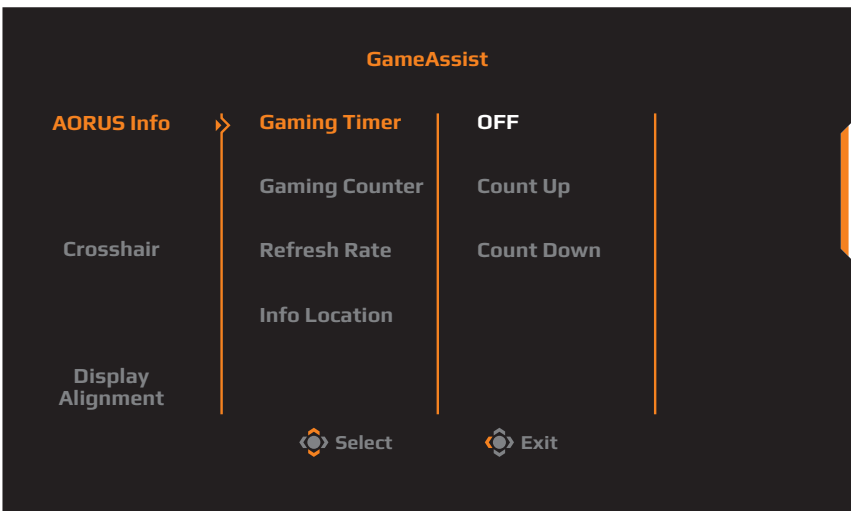 GameAssist
AORUS Info
Gaming Timer
OFF
Gaming Counter
Count Up
Crosshair
Refresh Rate
Count Down
Info Location
Display
Alignment
Select
Exit